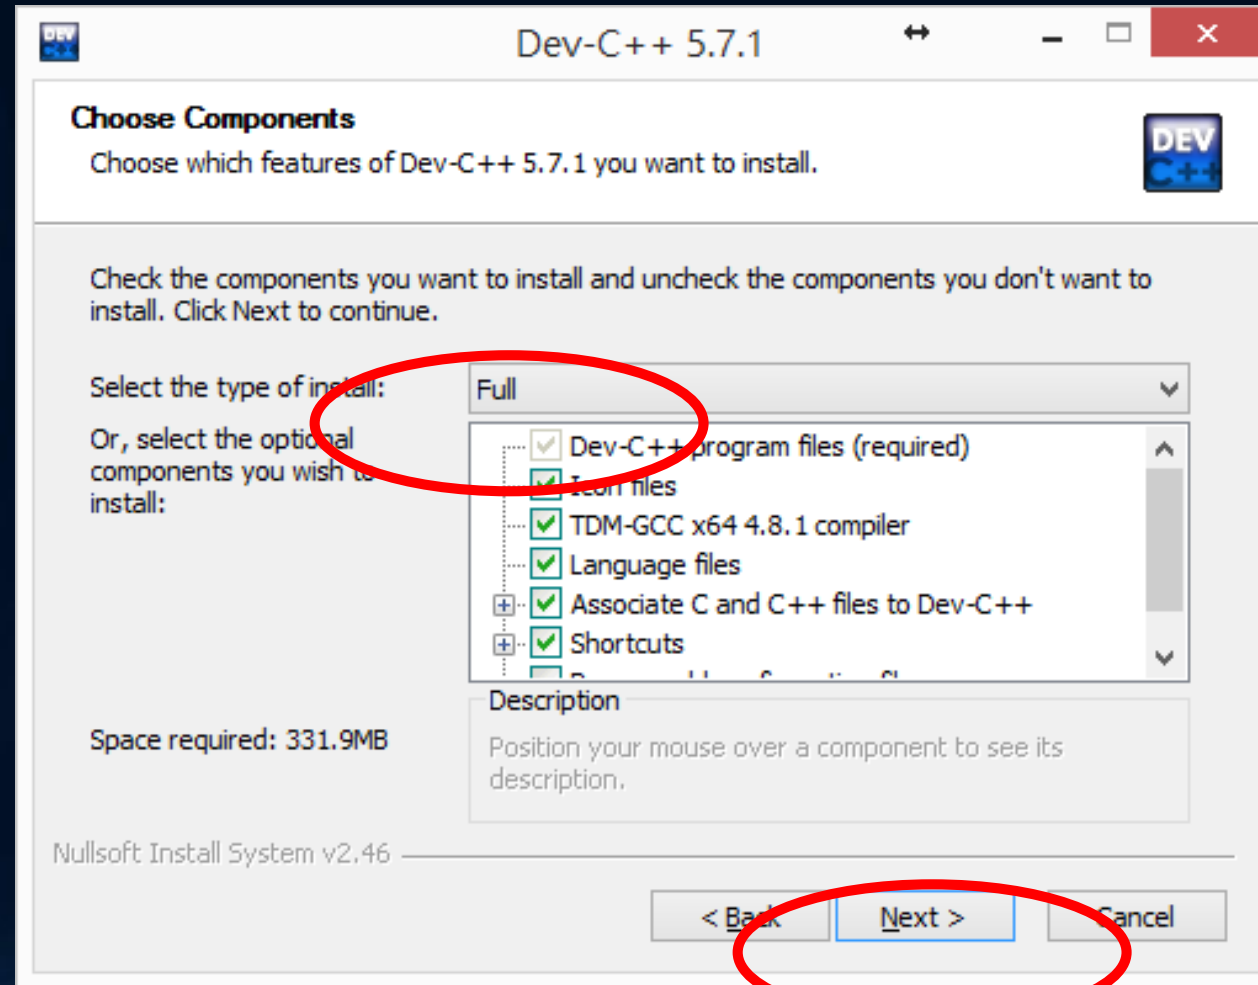 Dev-C++ 5.7.1
Choose Components
Choose which features of Dev-C++ 5.7.1 you want to install.
DEV
C++
Check the components you want to install and uncheck the components you don't want to
install. Click Next to continue.
Select the type of install:
Full
Or, select the optional
components you wish to
install:
Dev-C++ program files (required)
Icon files
TDM-GCC x64 4.8.1 compiler
Language files
Associate C and C++ files to Dev-C++
Shortcuts
Description
Space required: 331.9MB
Position your mouse over a component to see its
description.
Nullsoft Install System v2.46
< Back
Next >
Cancel